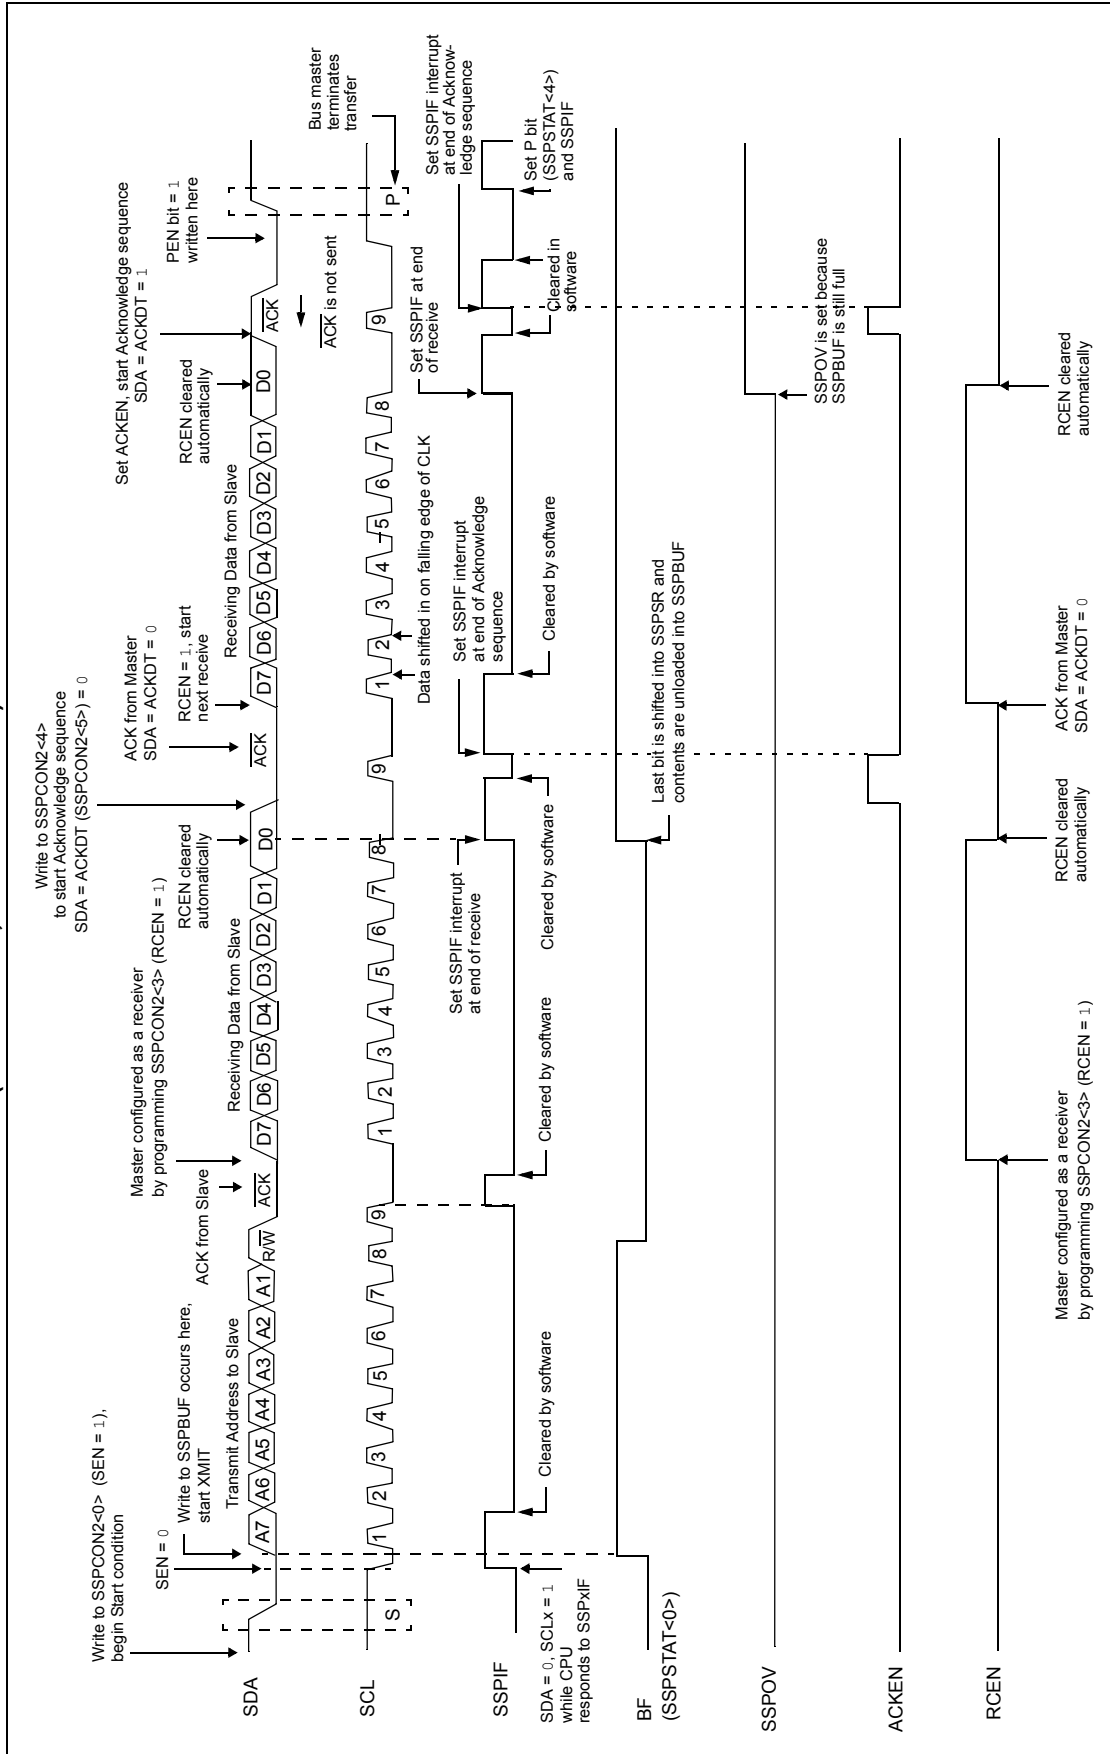 Write to SSPCON2<0> (SEN = 1),
begin Start condition
SEN = 0
Write to SSPBUF occurs here,
start XMIT
Transmit Address to Slave
ACK from Slave
Master configured as a receiver
by programming SSPCON2<3> (RCEN = 1)
Receiving Data from Slave
RCEN cleared
automatically
Write to SSPCON2<4>
to start Acknowledge sequence
SDA = ACKDT (SSPCON2<5>) = 0
ACK from Master
SDA = ACKDT = 0
RCEN = 1, start
next receive
Receiving Data from Slave
RCEN cleared
automatically
Set ACKEN, start Acknowledge sequence
SDA = ACKDT = 1
PEN bit = 1
written here
SDA
A7 A6 A5 A4 A3 A2 A1 R/W ACK D7 D6 D5 D4 D3 D2 D1 D0 ACK D7 D6 D5 D4 D3 D2 D1 D0 ACK
ACK is not sent
Bus master
terminates
transfer
SCL
S 1 2 3 4 5 6 7 8 9 1 2 3 4 5 6 7 8 9 1 2 3 4 5 6 7 8 9 P
Data shifted in on falling edge of CLK
Set SSPIF interrupt
at end of receive
Set SSPIF interrupt
at end of Acknowledge
sequence
Set SSPIF at end
of receive
Set SSPIF interrupt
at end of Acknow-
ledge sequence
SSPIF
SDA = 0, SCLx = 1
while CPU
responds to SSPxIF
Cleared by software
Cleared by software
Cleared by software
Cleared by software
Cleared in
software
Set P bit
(SSPSTAT<4>)
and SSPIF
BF
(SSPSTAT<0>)
Last bit is shifted into SSPSR and
contents are unloaded into SSPBUF
SSPOV
SSPOV is set because
SSPBUF is still full
ACKEN
RCEN
Master configured as a receiver
by programming SSPCON2<3> (RCEN = 1)
RCEN cleared
automatically
ACK from Master
SDA = ACKDT = 0
RCEN cleared
automatically